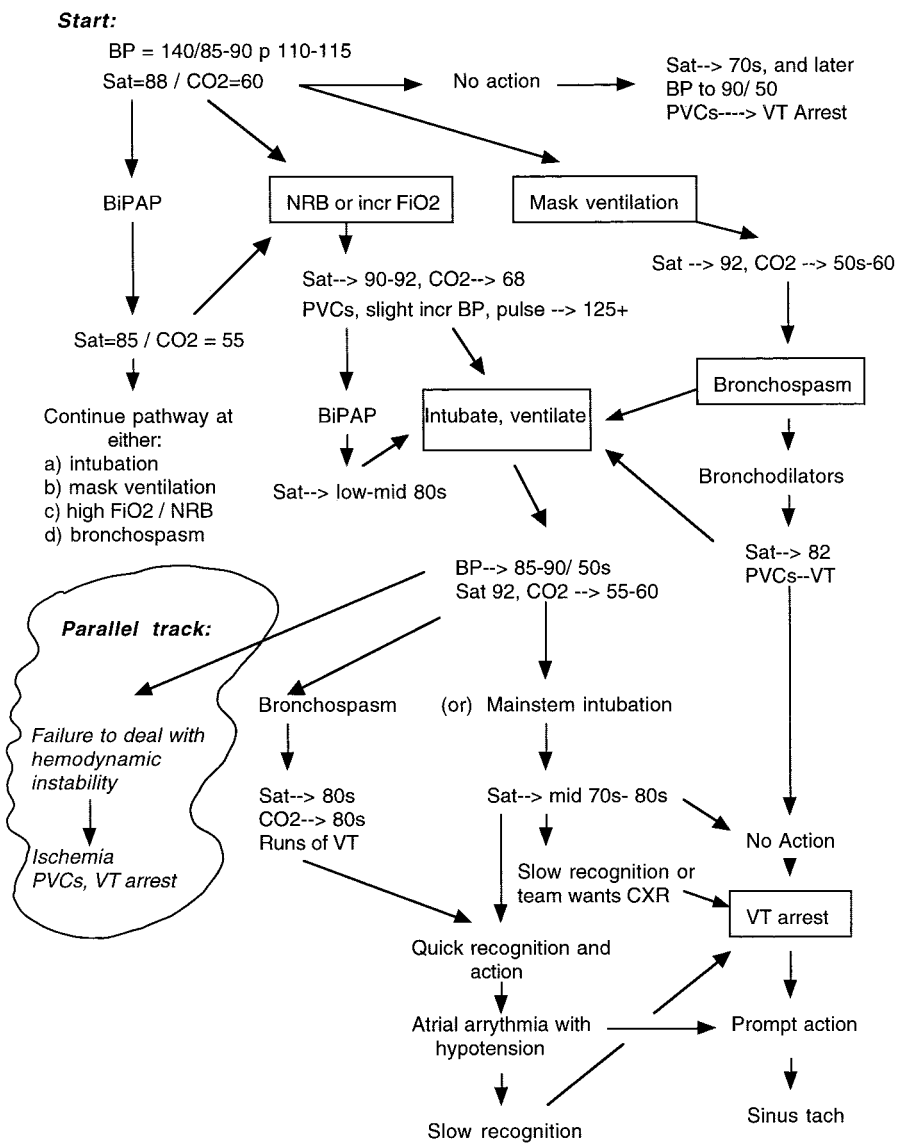 Start:
BP = 140/85-90 p 110-115
Sat=88 / CO2=60
No action
Sat--> 70s, and later
BP to 90/ 50
PVCs----> VT Arrest
BiPAP
NRB or incr FiO2
Mask ventilation
Sat --> 92, CO2 --> 50s-60
Sat--> 90-92, CO2--> 68
PVCs, slight incr BP, pulse --> 125+
Sat=85 / CO2 = 55
Bronchospasm
Continue pathway at
either:
a) intubation
b) mask ventilation
c) high FiO2 / NRB
d) bronchospasm
BiPAP
Intubate, ventilate
Bronchodilators
Sat--> low-mid 80s
Sat--> 82
PVCs--VT
BP--> 85-90/ 50s
Sat 92, CO2 --> 55-60
Parallel track:
Failure to deal with
hemodynamic
instability
Ischemia
PVCs, VT arrest
Bronchospasm
(or) Mainstem intubation
Sat--> 80s
CO2--> 80s
Runs of VT
Sat--> mid 70s- 80s
No Action
Slow recognition or
team wants CXR
VT arrest
Quick recognition and
action
Atrial arrythmia with
hypotension
Prompt action
Slow recognition
Sinus tach